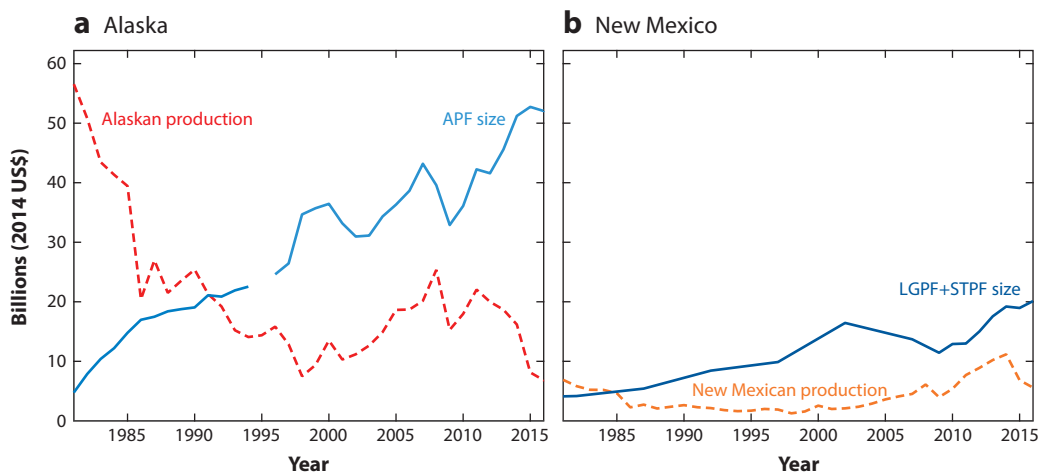 a Alaska
b New Mexico
Billions (2014 US$)
60
50
40
30
20
10
0
Alaskan production
APF size
LGPF+STPF size
New Mexican production
1985 1990 1995 2000 2005 2010 2015
1985 1990 1995 2000 2005 2010 2015
Year
Year